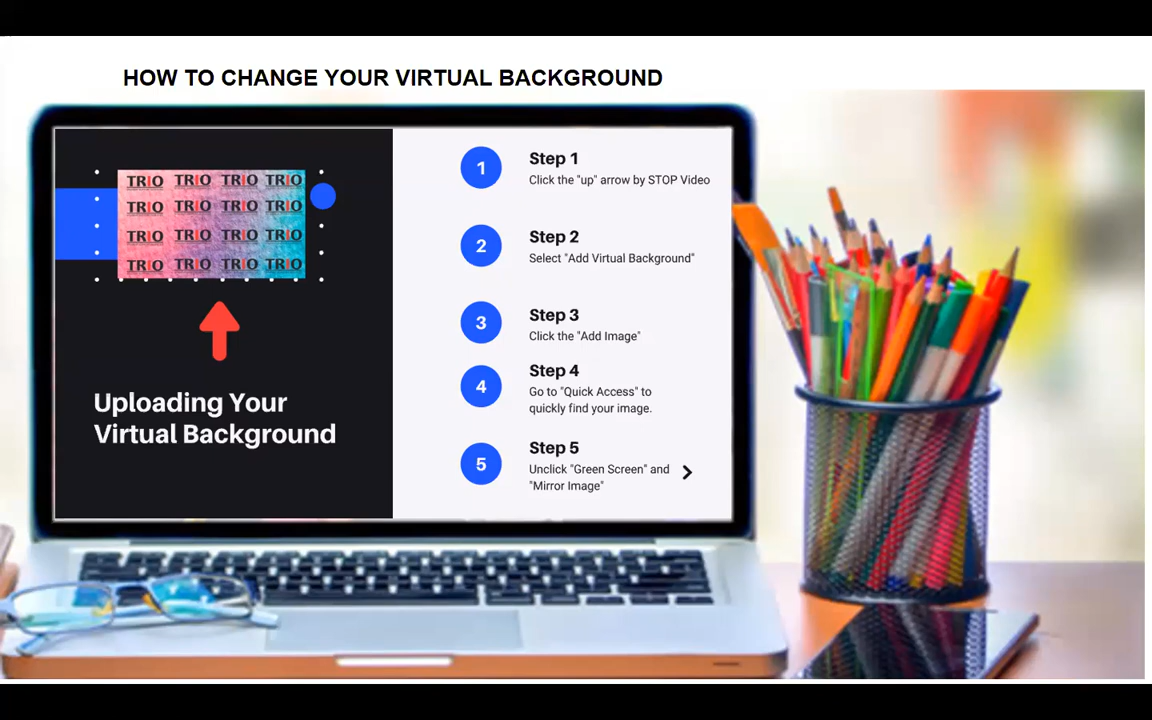 HOW TO CHANGE YOUR VIRTUAL BACKGROUND
TRIO TRIO TRIO TRIO
TRIO TRIO TRIO TRIO
TRIO TRIO TRIO TRIO
TRIO TRIO TRIO TRIO
Uploading Your
Virtual Background
1
Step 1
Click the "up" arrow by STOP Video
2
Step 2
Select "Add Virtual Background"
3
Step 3
Click the "Add Image"
4
Step 4
Go to "Quick Access" to
quickly find your image.
5
Step 5
Unclick "Green Screen" and
"Mirror Image"